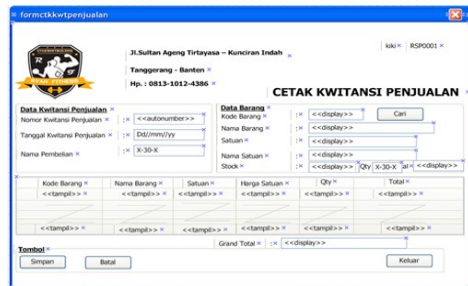 formctkkwtpenjualan
kiki RSP0001
Jl.Sultan Ageng Tirtayasa – Kunciran Indah
Tanggerang - Banten
Hp. : 0813-1012-4386
RYAN FITNESS
CETAK KWITANSI PENJUALAN
Data Kwitansi Penjualan
Nomor Kwitansi Penjualan : <<autonumber>>
Tanggal Kwitansi Penjualan : Dd//mm//yy
Nama Pembelian : X-30-X
Data Barang
Kode Barang : <<display>> Cari
Nama Barang : <<display>>
Satuan : <<display>>
Nama Satuan : <<display>>
Stock : <<display>> Qty X-30-X al <<display>>
Kode Barang Nama Barang Satuan Harga Satuan Qty Total
<<tampil>> <<tampil>> <<tampil>> <<tampil>> <<tampil>> <<tampil>>
<<tampil>> <<tampil>> <<tampil>> <<tampil>> <<tampil>> <<tampil>>
Grand Total : <<display>>
Tombol
Simpan Batal Keluar